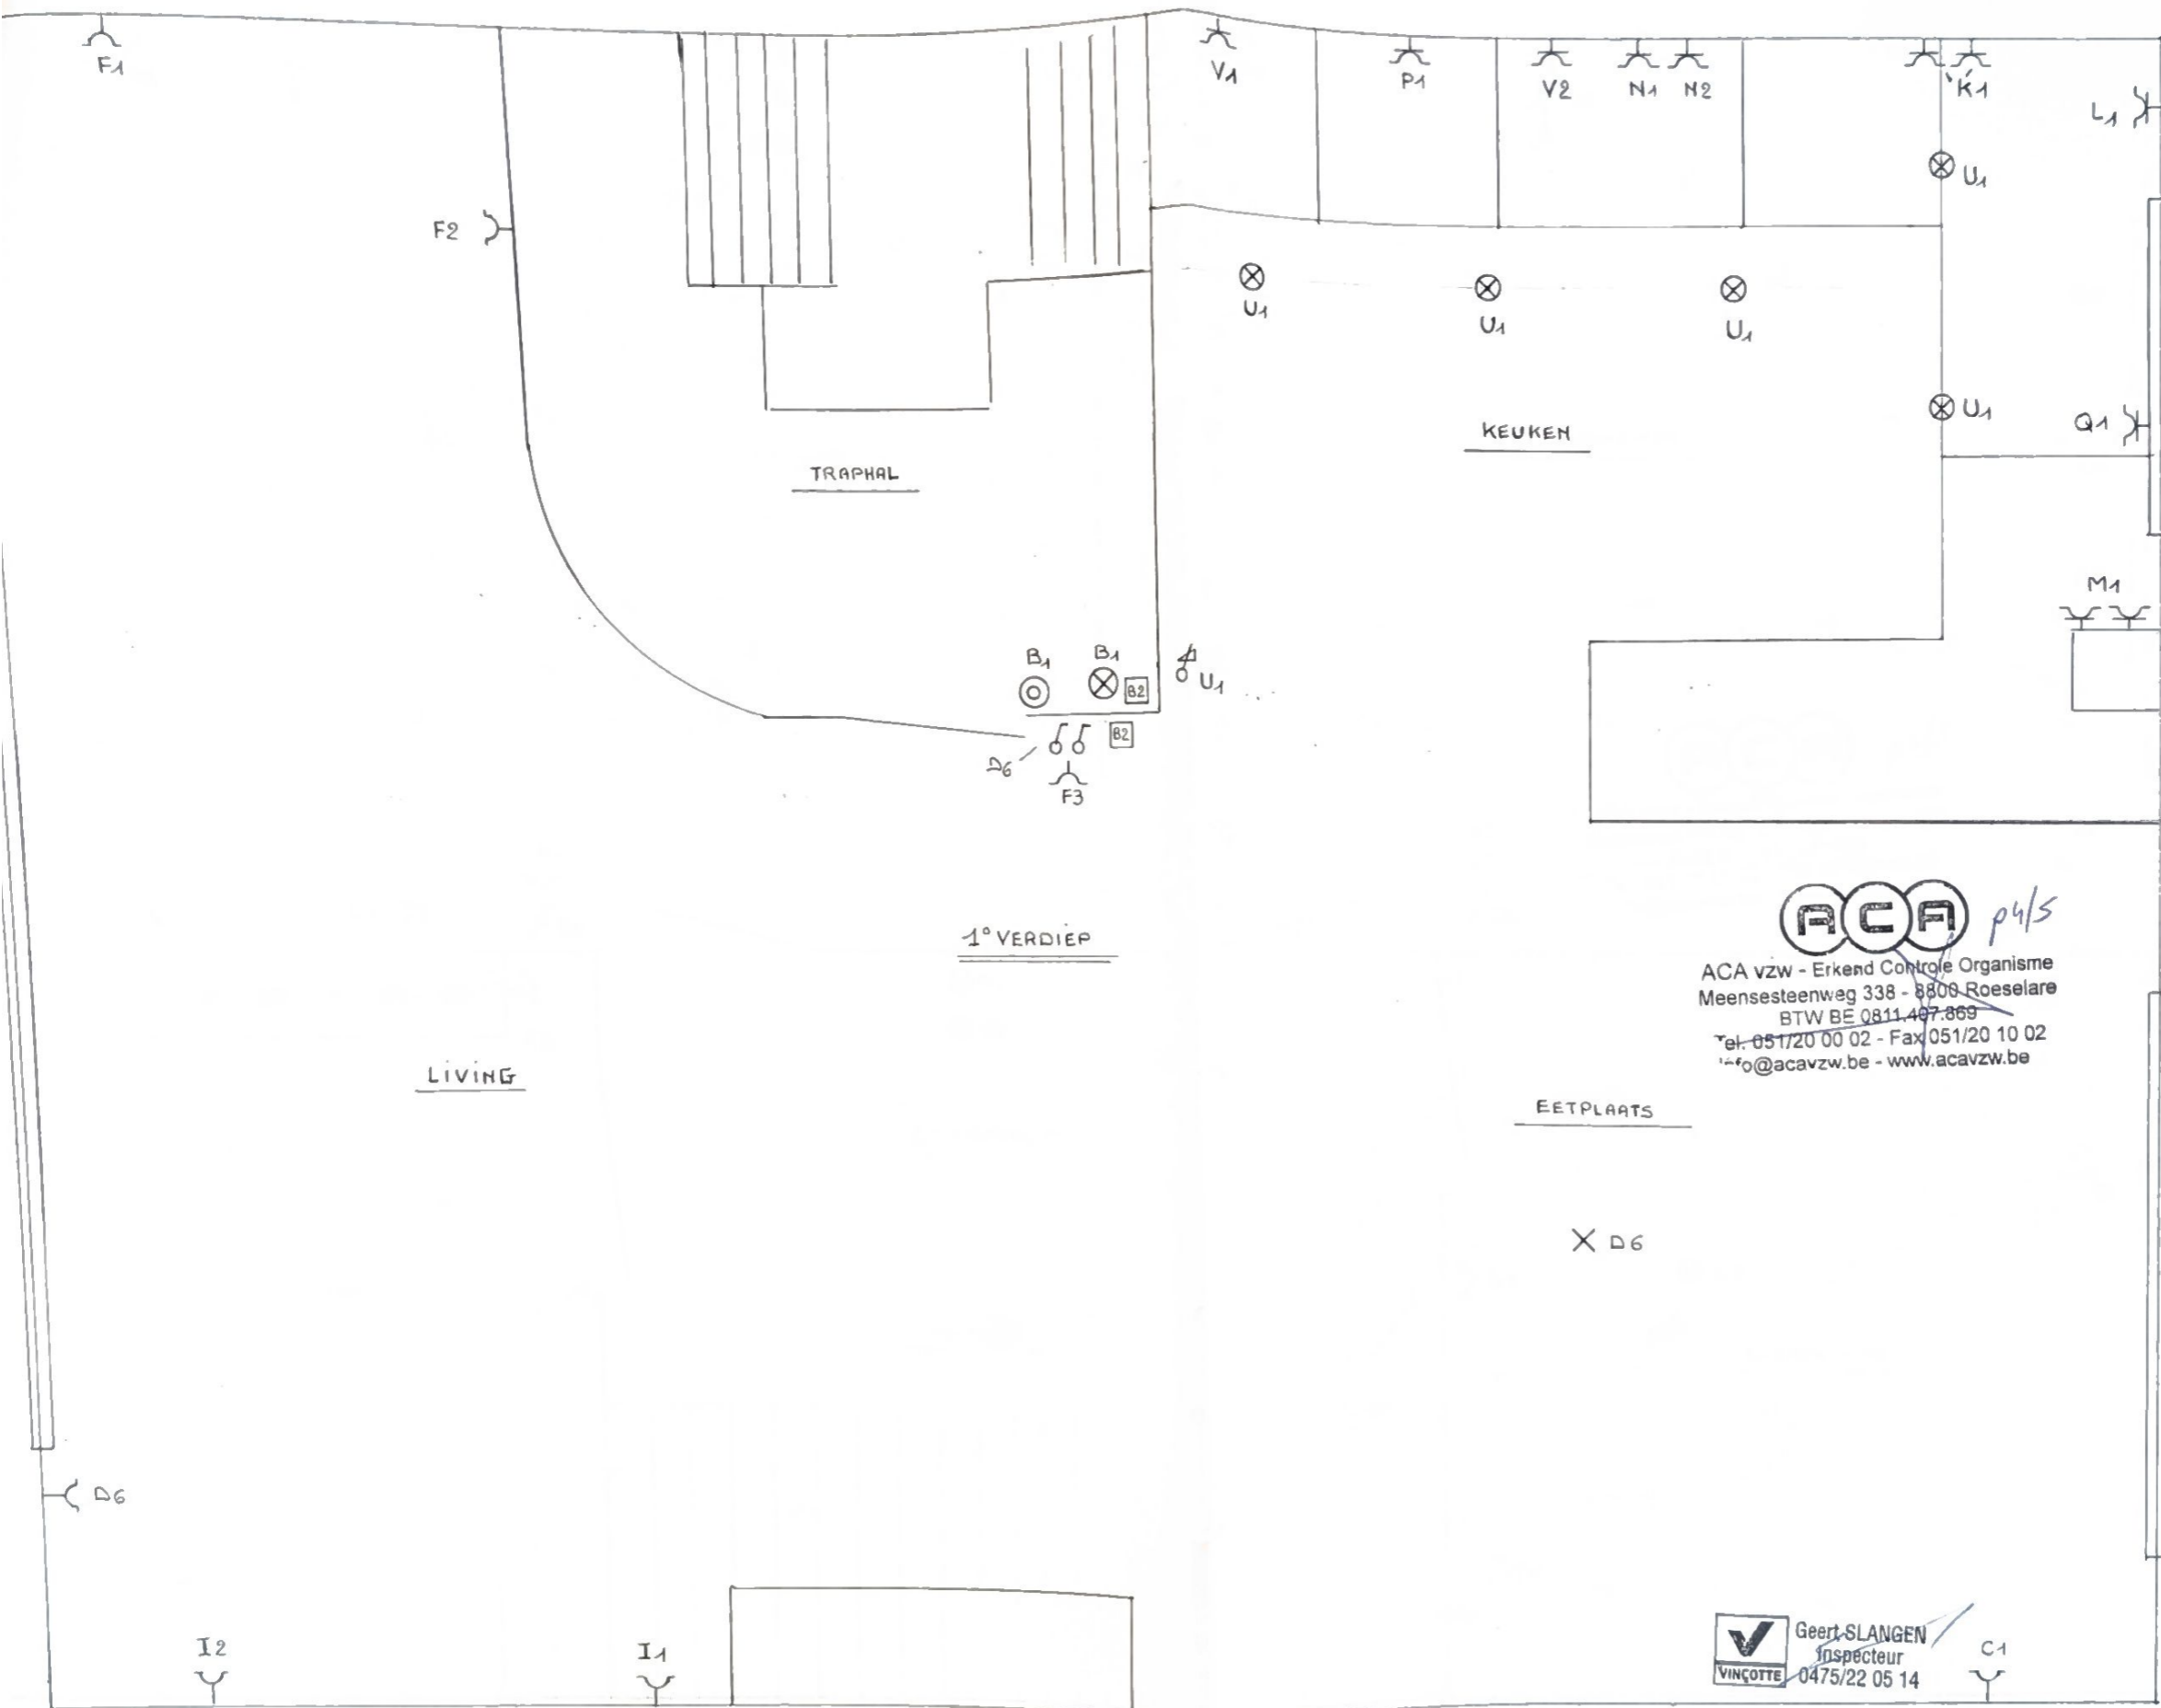 F1
V1
P1
V2
N1
N2
K1
L1
F2
U1
U1
U1
U1
U1
Q1
KEUKEN
TRAPHAL
M1
B1
B1
B2
U1
B2
D6
F3
ACA
p4/5
1° VERDIEP
ACA vzw - Erkend Controle Organisme
Meensesteenweg 338 - 8800 Roeselare
BTW BE 0811.407.869
Tel. 051/20 00 02 - Fax 051/20 10 02
info@acavzw.be - www.acavzw.be
LIVING
EETPLAATS
D6
D6
I2
I1
VINÇOTTE
Geert SLANGEN
Inspecteur
0475/22 05 14
C1